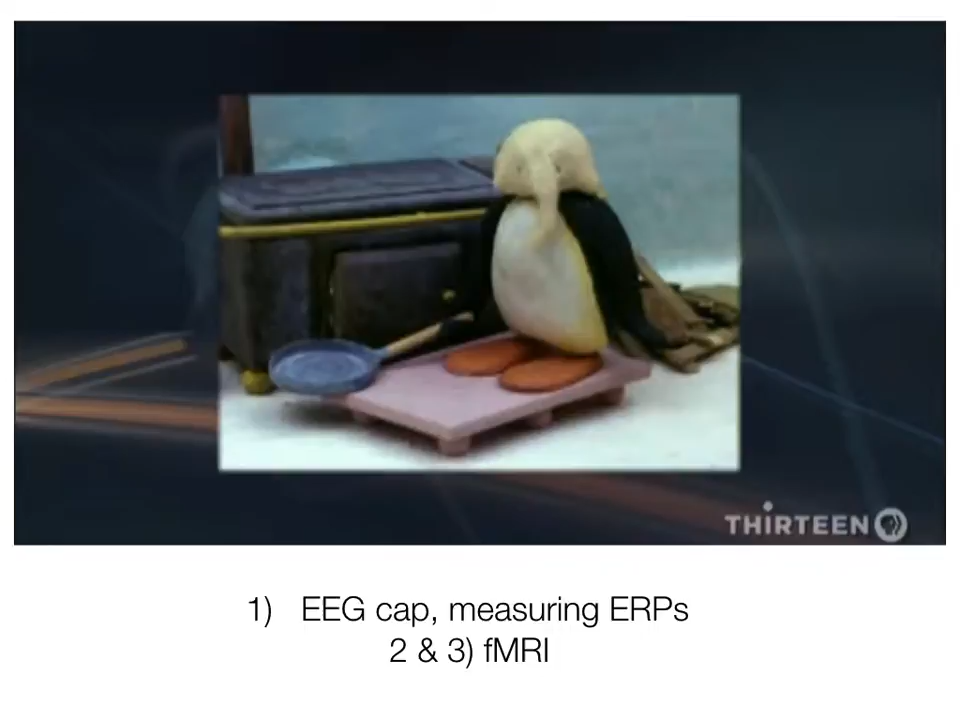 THIRTEEN
1) EEG cap, measuring ERPs
2 & 3) fMRI